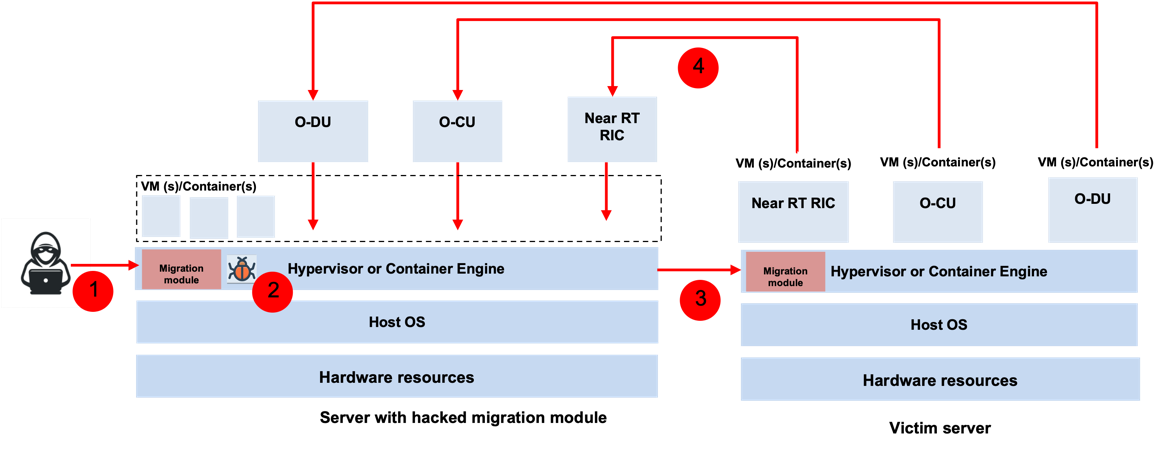 4
O-DU
O-CU
Near RT
RIC
VM (s)/Container(s)
VM (s)/Container(s)
VM (s)/Container(s)
VM (s)/Container(s)
Near RT RIC
O-CU
O-DU
1
Migration
module
2
Hypervisor or Container Engine
3
Migration
module
Hypervisor or Container Engine
Host OS
Host OS
Hardware resources
Hardware resources
Server with hacked migration module
Victim server